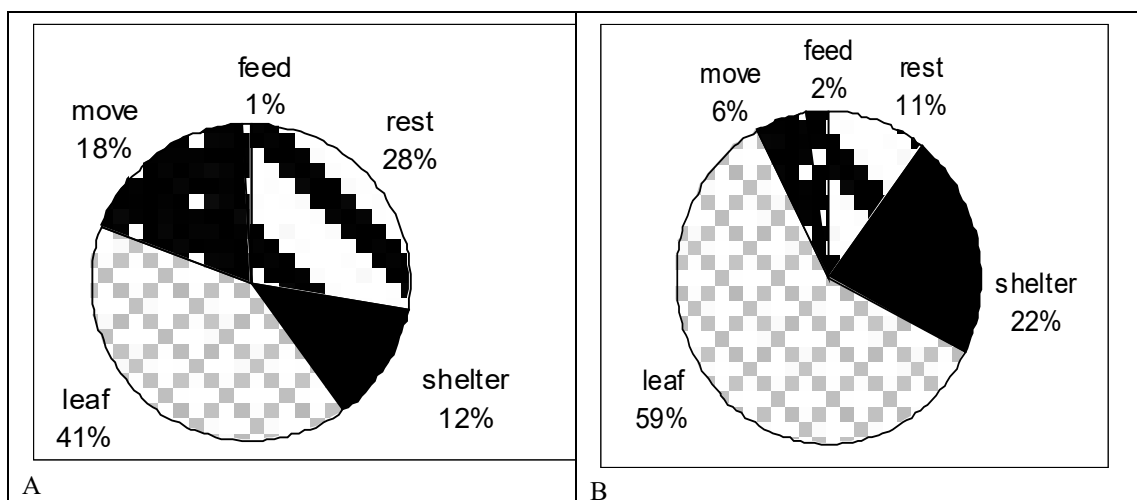 feed
1%
rest
28%
shelter
12%
leaf
41%
move
18%
A
feed
2%
rest
11%
shelter
22%
leaf
59%
move
6%
B